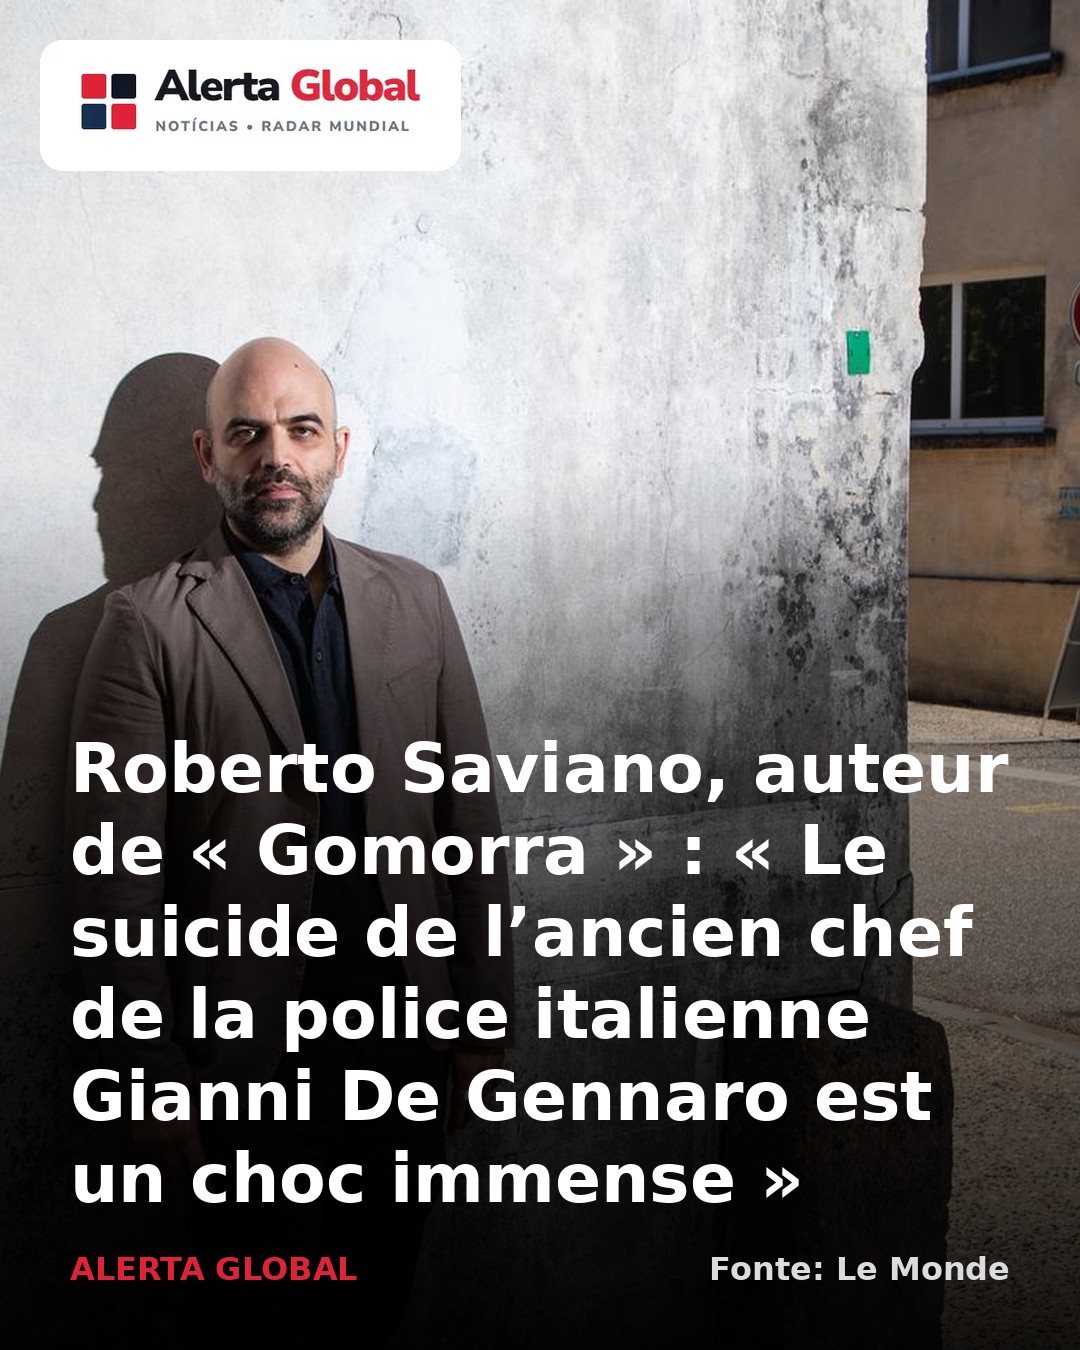 Alerta Global
NOTÍCIAS • RADAR MUNDIAL
Roberto Saviano, auteur
de « Gomorra » : « Le
suicide de l’ancien chef
de la police italienne
Gianni De Gennaro est
un choc immense »
ALERTA GLOBAL
Fonte: Le Monde